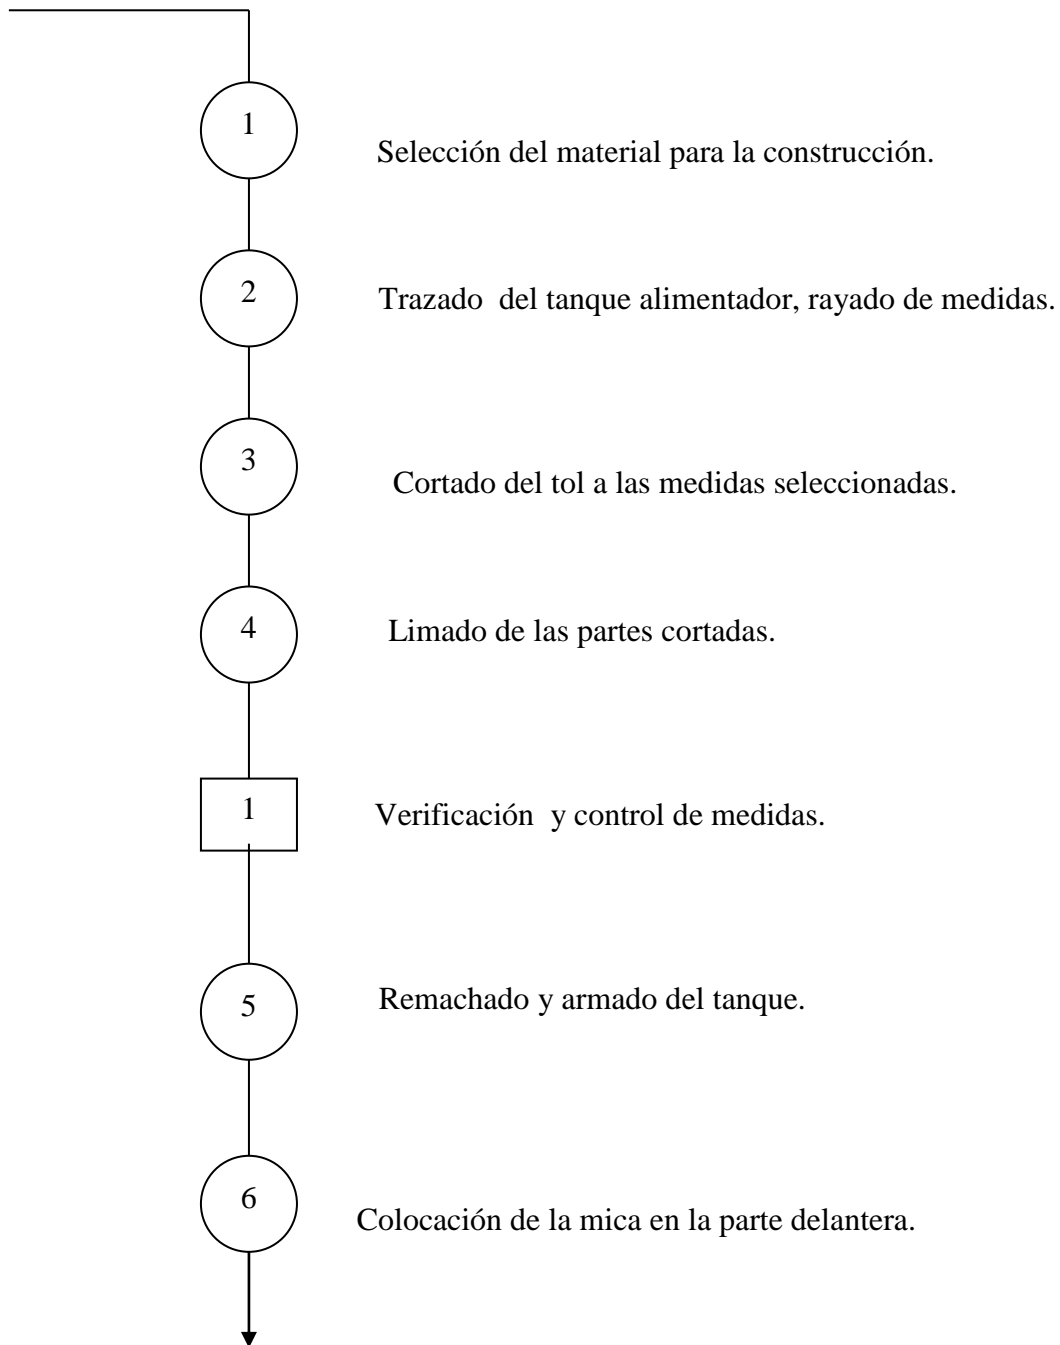 1
Selección del material para la construcción.
2
Trazado  del tanque alimentador, rayado de medidas.
3
Cortado del tol a las medidas seleccionadas.
4
Limado de las partes cortadas.
1
Verificación  y control de medidas.
5
Remachado y armado del tanque.
6
Colocación de la mica en la parte delantera.